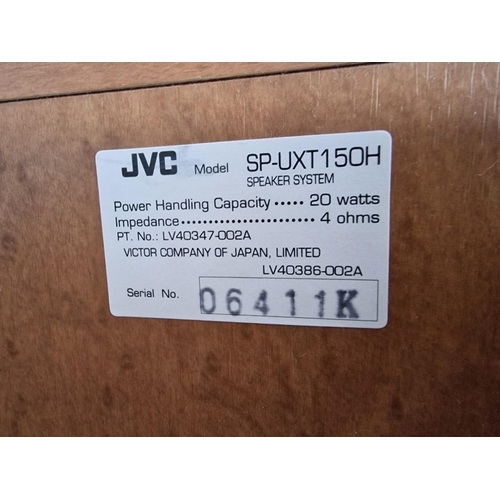 JVC Model SP-UXT150H
SPEAKER SYSTEM
Power Handling Capacity ····· 20 watts
Impedance ······················· 4 ohms
PT. No.: LV40347-002A
VICTOR COMPANY OF JAPAN, LIMITED
LV40386-002A
Serial No. 06411K